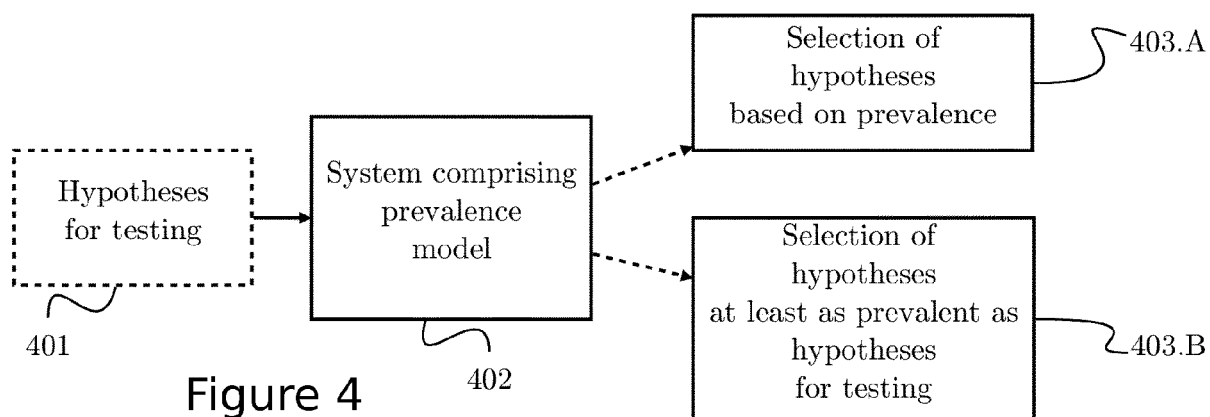 Hypotheses
for testing
401
System comprising
prevalence
model
402
Selection of
hypotheses
based on prevalence
403.A
Selection of
hypotheses
at least as prevalent as
hypotheses
for testing
403.B
Figure 4